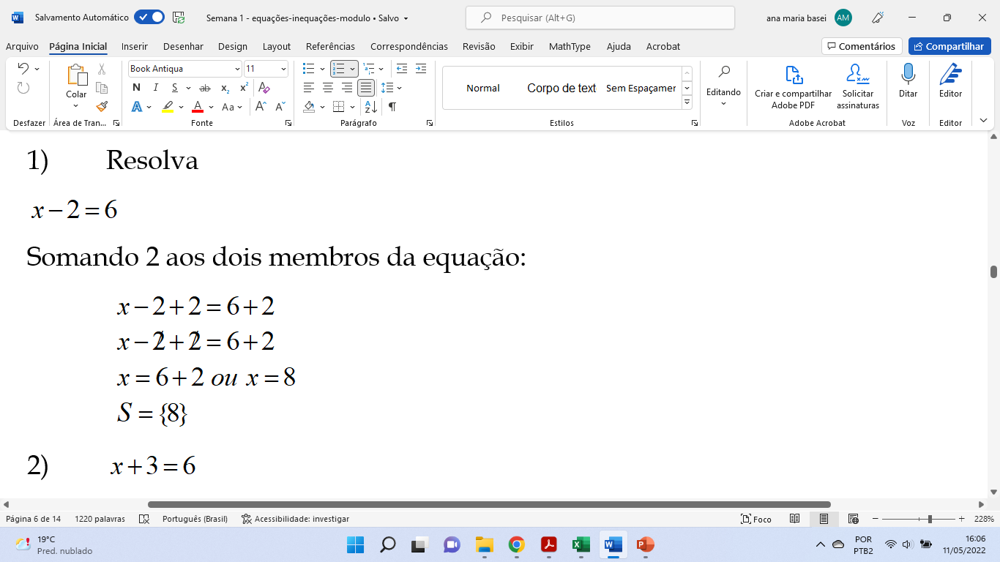 Salvamento Automático
Semana 1 - equações-inequações-modulo • Salvo
Pesquisar (Alt+G)
ana maria basei
AM
Arquivo Página Inicial Inserir Desenhar Design Layout Referências Correspondências Revisão Exibir MathType Ajuda Acrobat
Comentários
Compartilhar
Desfazer
Colar
Área de Tran...
Book Antiqua 11
N I S ab x₂ x² A
A A Aa A A
Fonte
Parágrafo
Normal Corpo de text Sem Espaçamer
Estilos
Editando
Criar e compartilhar
Adobe PDF
Solicitar
assinaturas
Adobe Acrobat
Ditar
Voz
Editor
Editor
1) Resolva
x − 2 = 6
Somando 2 aos dois membros da equação:
x − 2 + 2 = 6 + 2
x − 2 + 2 = 6 + 2
x = 6 + 2 ou x = 8
S = {8}
2) x + 3 = 6
Página 6 de 14 1220 palavras Português (Brasil) Acessibilidade: investigar
Foco
228%
19°C
Pred. nublado
POR
PTB2
16:06
11/05/2022